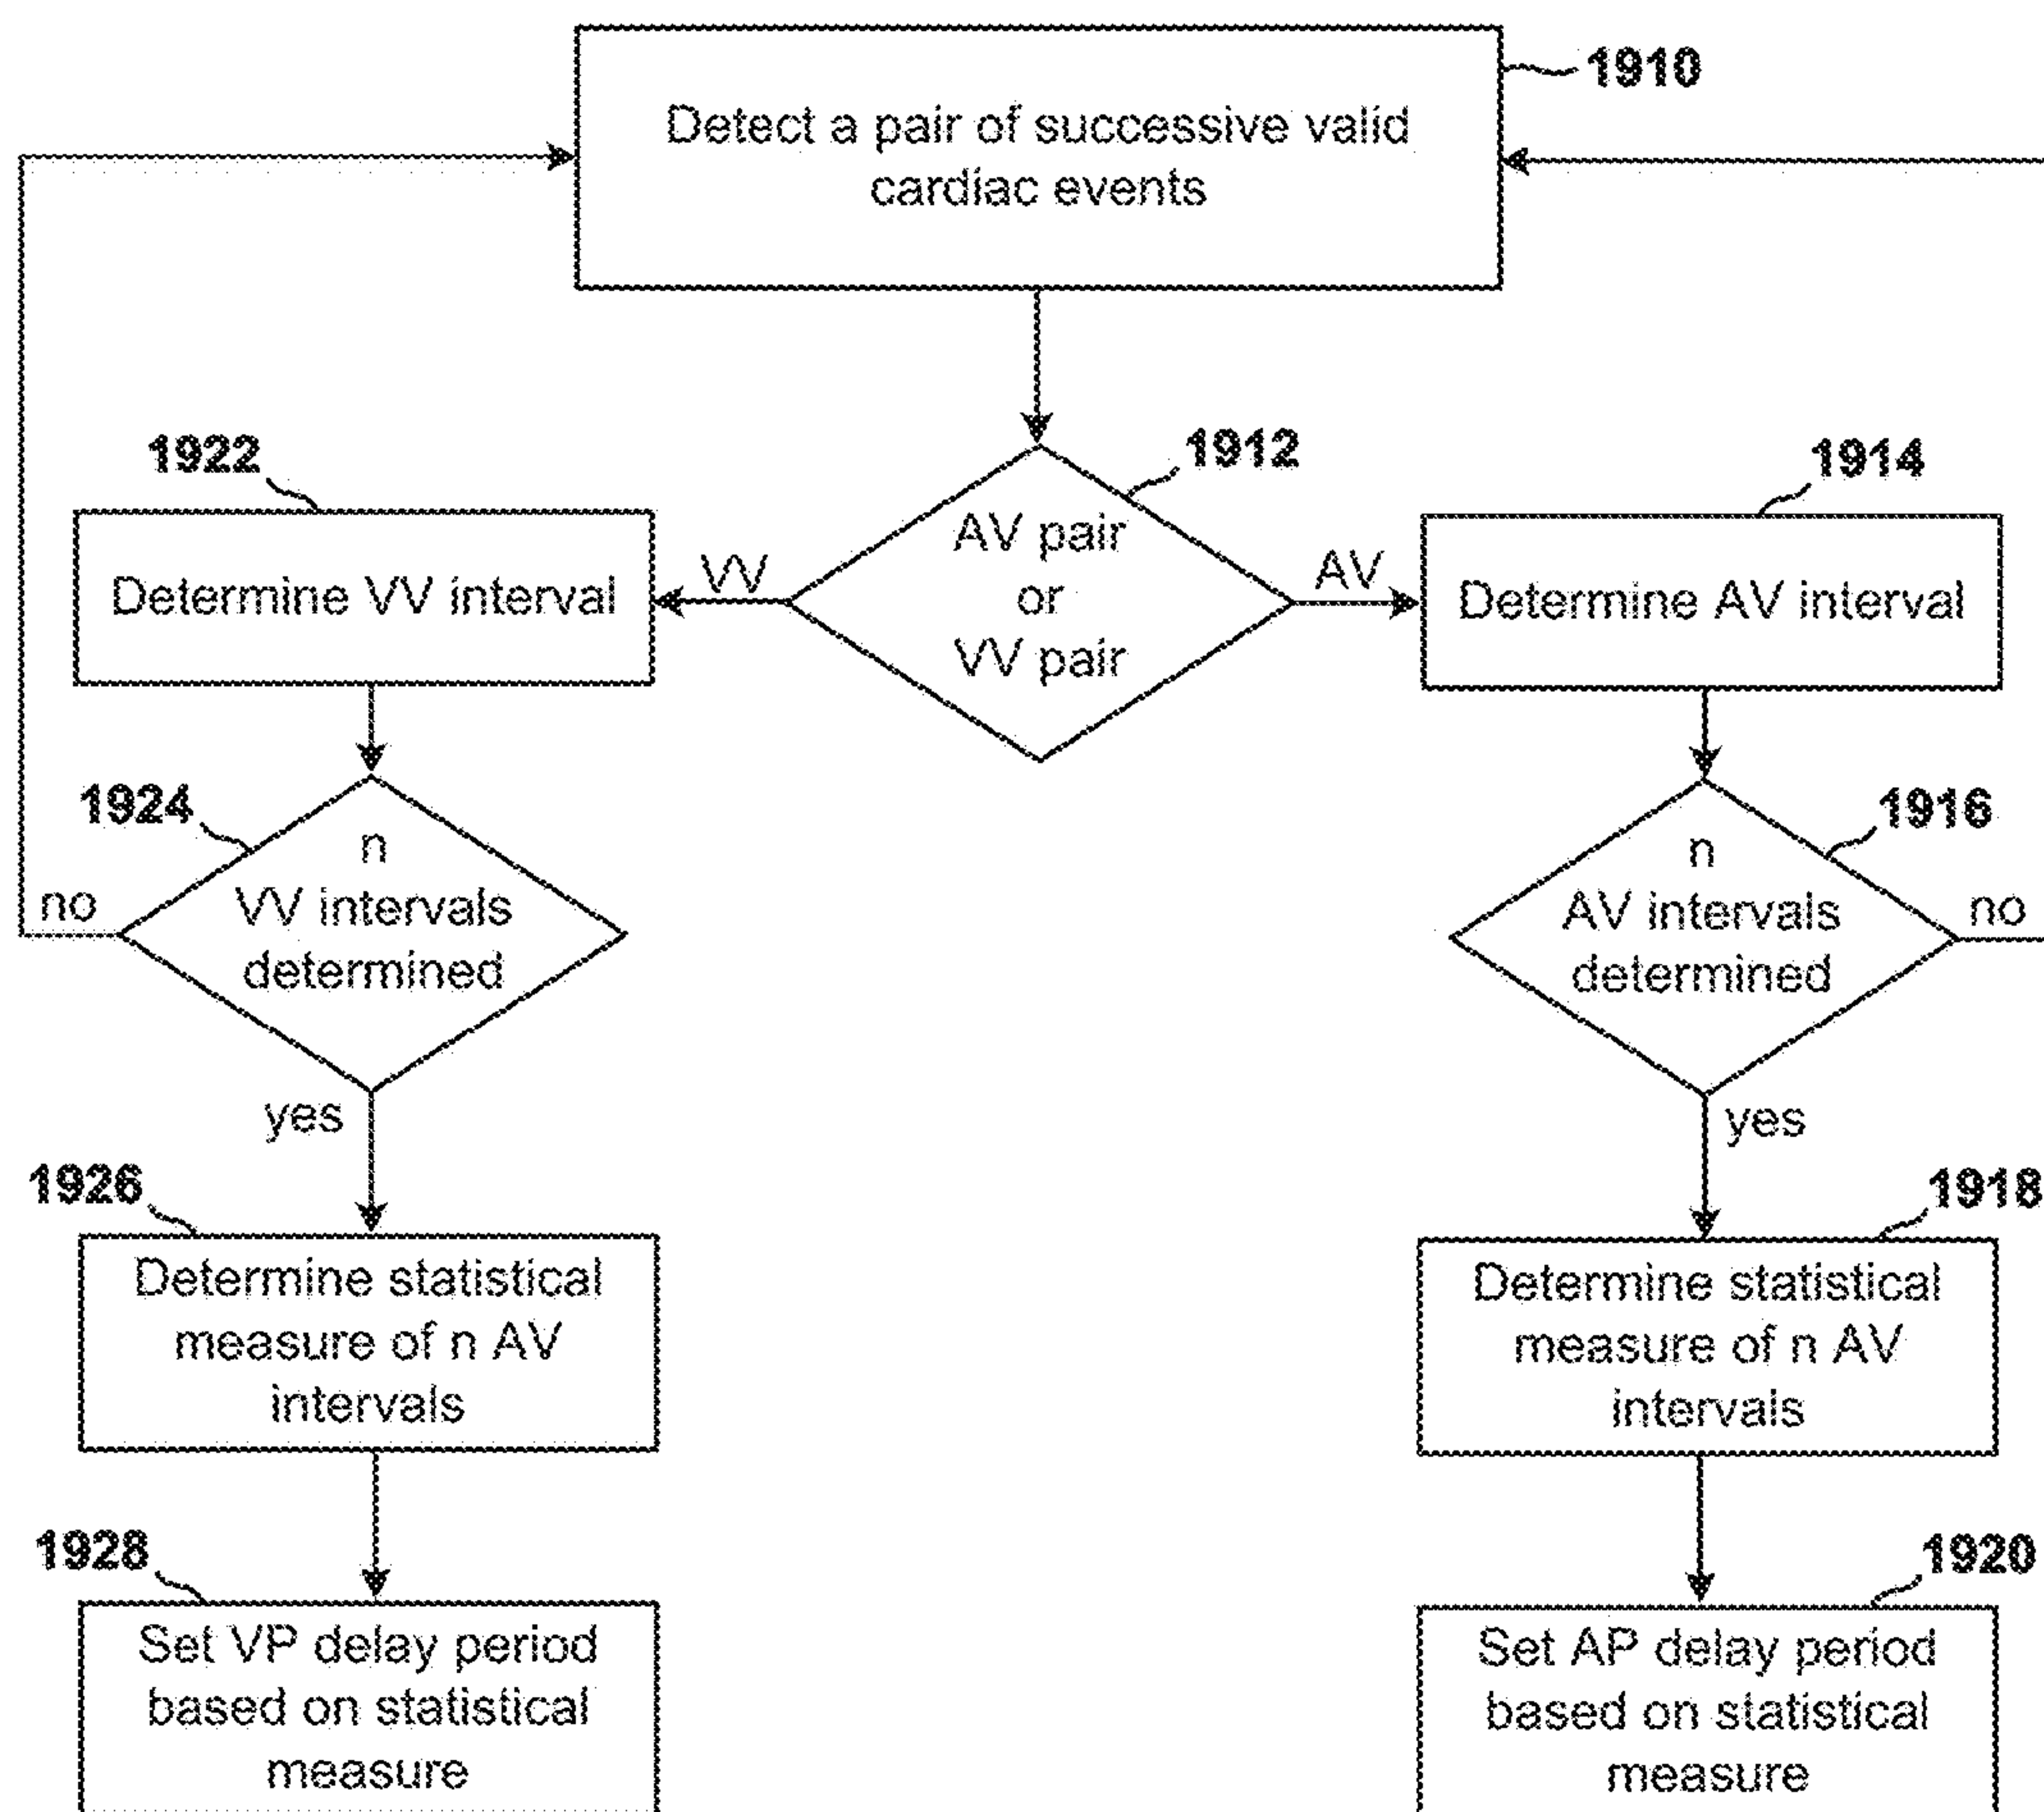 1910
Detect a pair of successive valid
cardiac events
1922
1912
1914
AV pair
or
VV pair
VV
AV
Determine VV interval
Determine AV interval
1924
1916
n
VV intervals
determined
no
yes
n
AV intervals
determined
no
yes
1926
1918
Determine statistical
measure of n AV
intervals
Determine statistical
measure of n AV
intervals
1928
1920
Set VP delay period
based on statistical
measure
Set AP delay period
based on statistical
measure